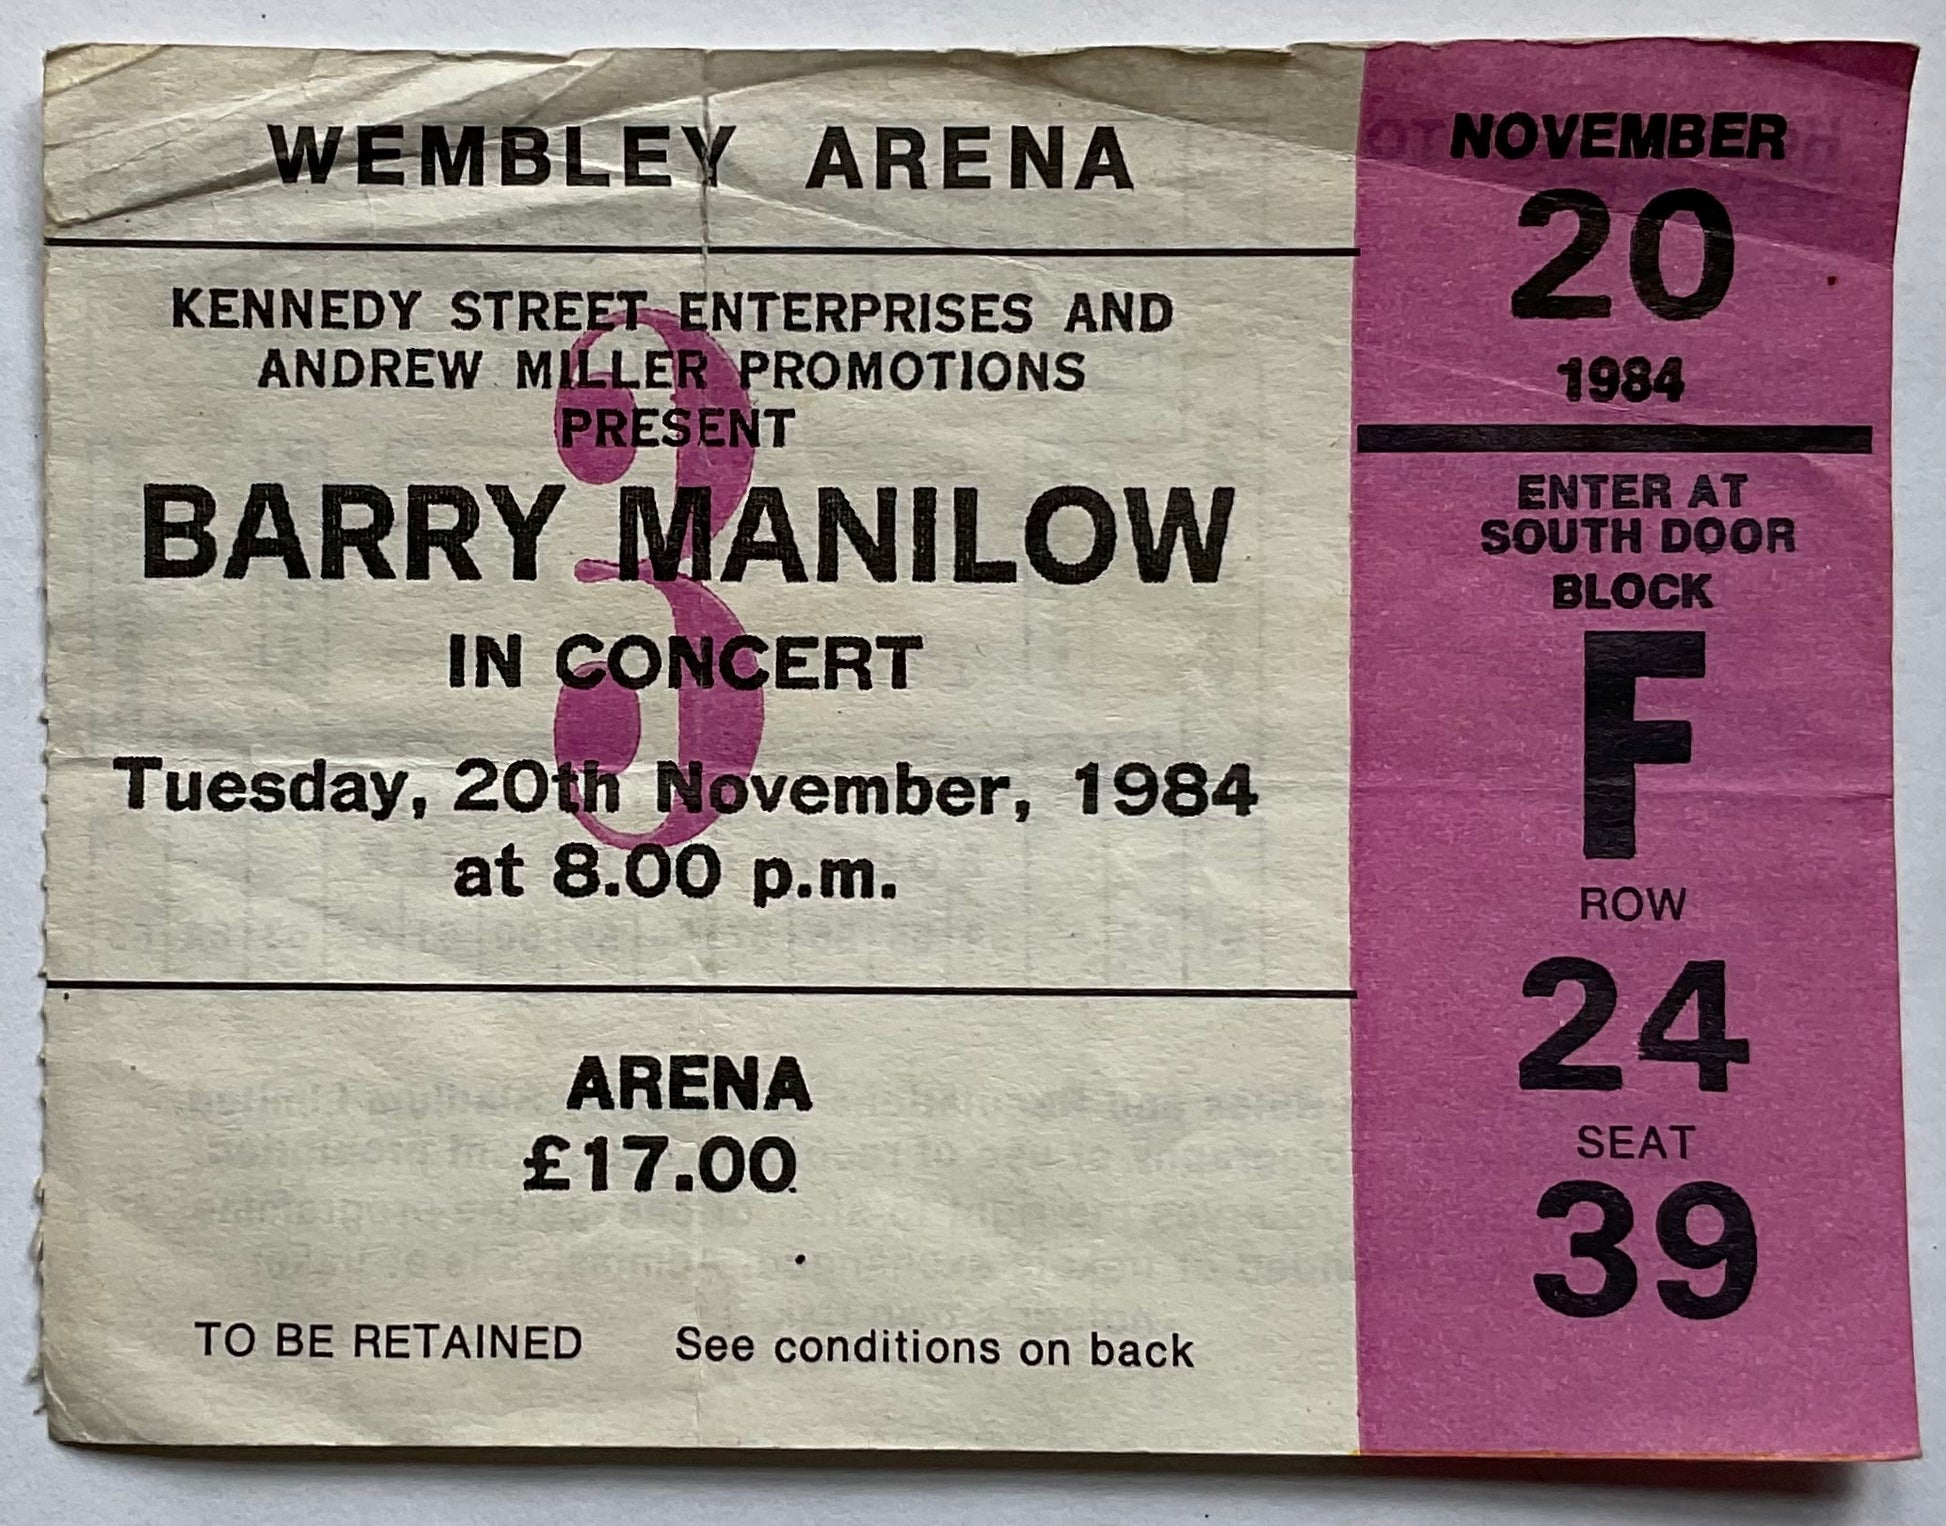 WEMBLEY ARENA
KENNEDY STREET ENTERPRISES AND
ANDREW MILLER PROMOTIONS
PRESENT
BARRY MANILOW
IN CONCERT
Tuesday, 20th November, 1984
at 8.00 p.m.
3
ARENA
£17.00
TO BE RETAINED See conditions on back
NOVEMBER
20
1984
ENTER AT
SOUTH DOOR
BLOCK
F
ROW
24
SEAT
39